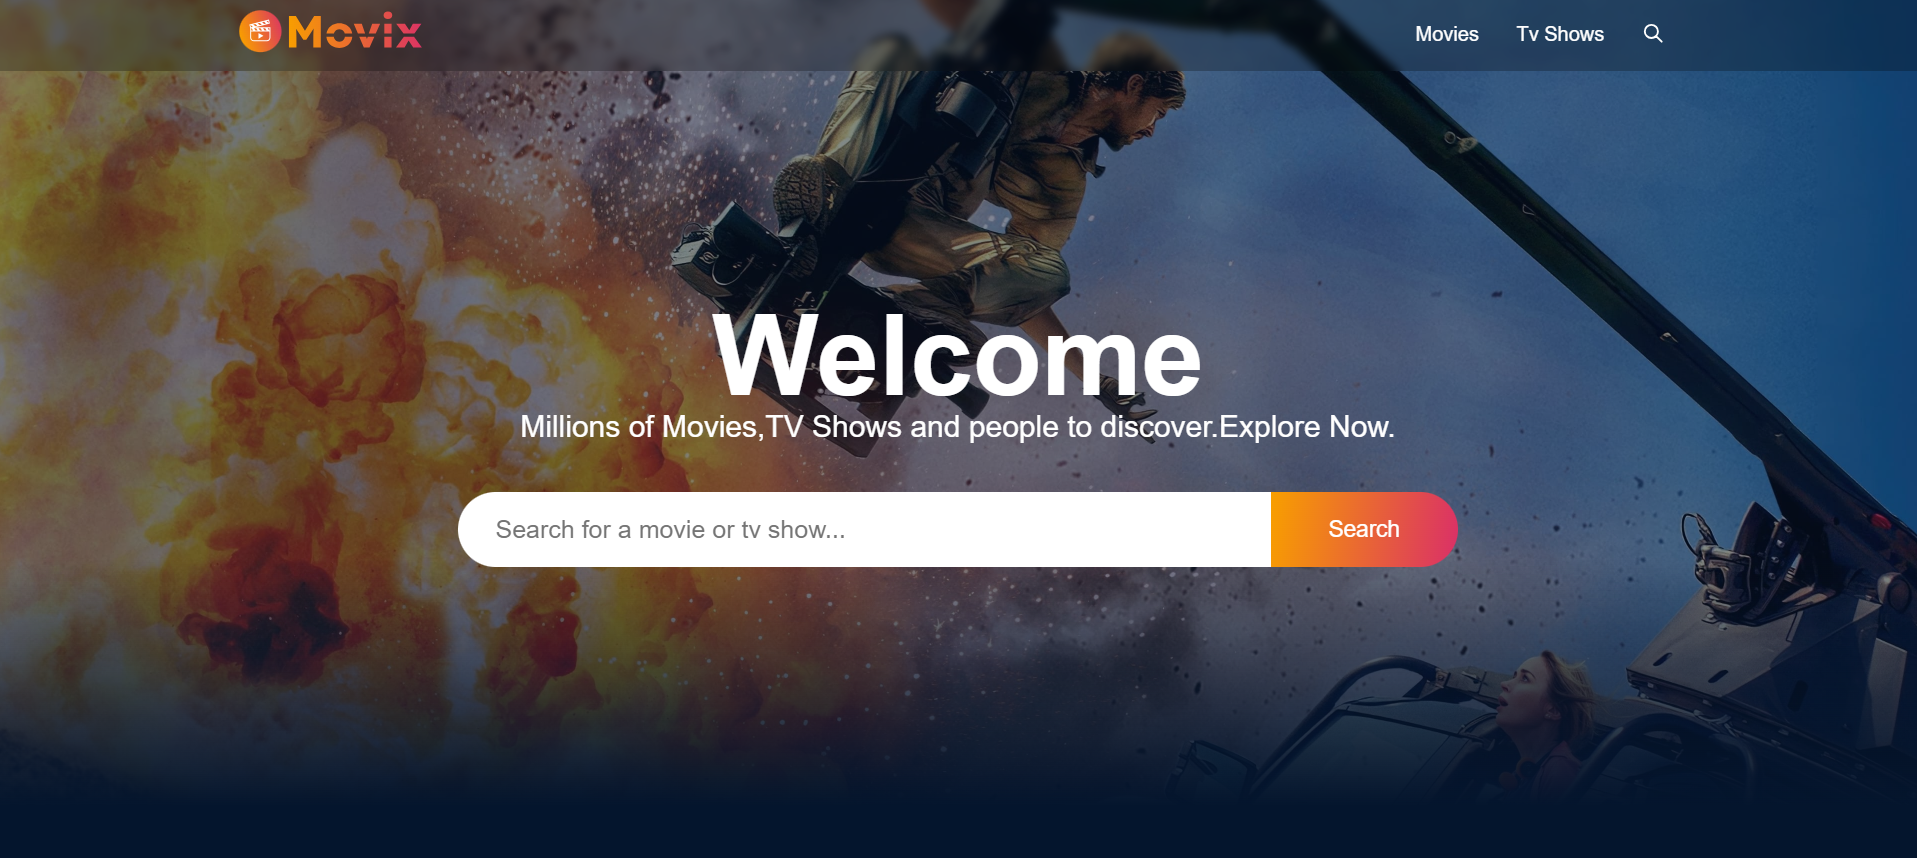 Movix
Movies
Tv Shows
Welcome
Millions of Movies,TV Shows and people to discover.Explore Now.
Search for a movie or tv show...
Search